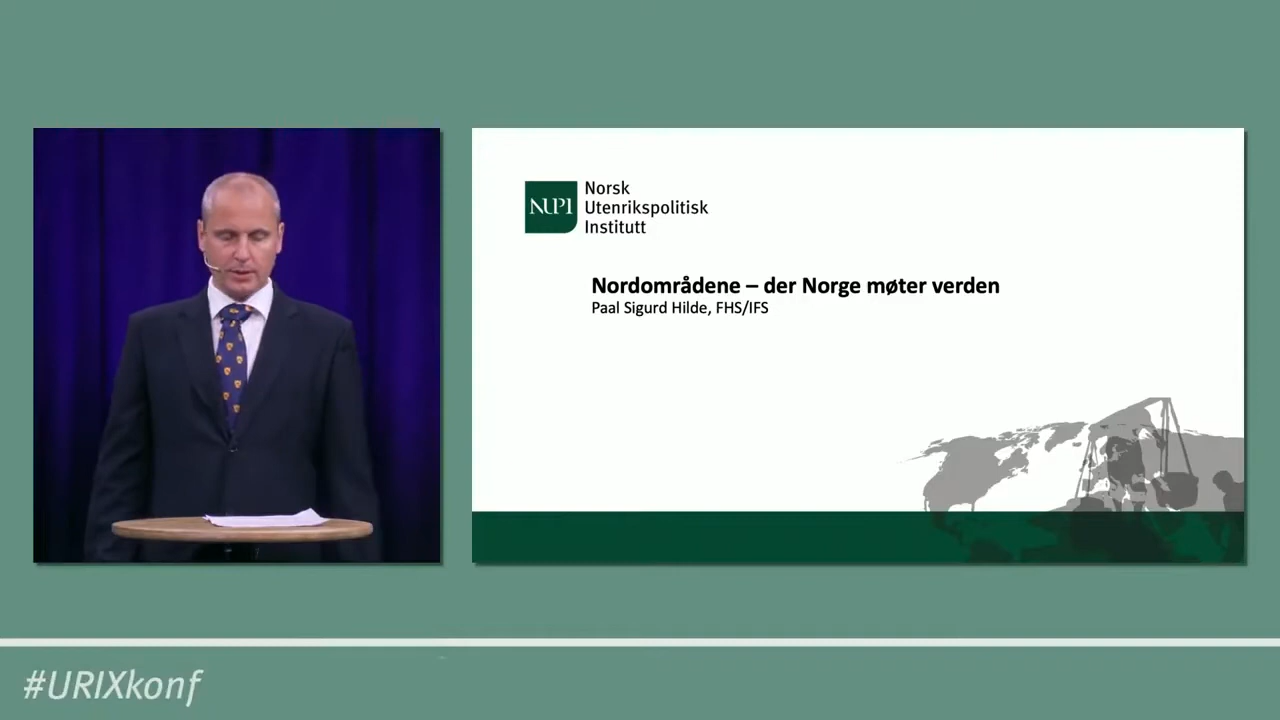 NUPI
Norsk
Utenrikspolitisk
Institutt
Nordområdene – der Norge møter verden
Paal Sigurd Hilde, FHS/IFS
#URIXkonf